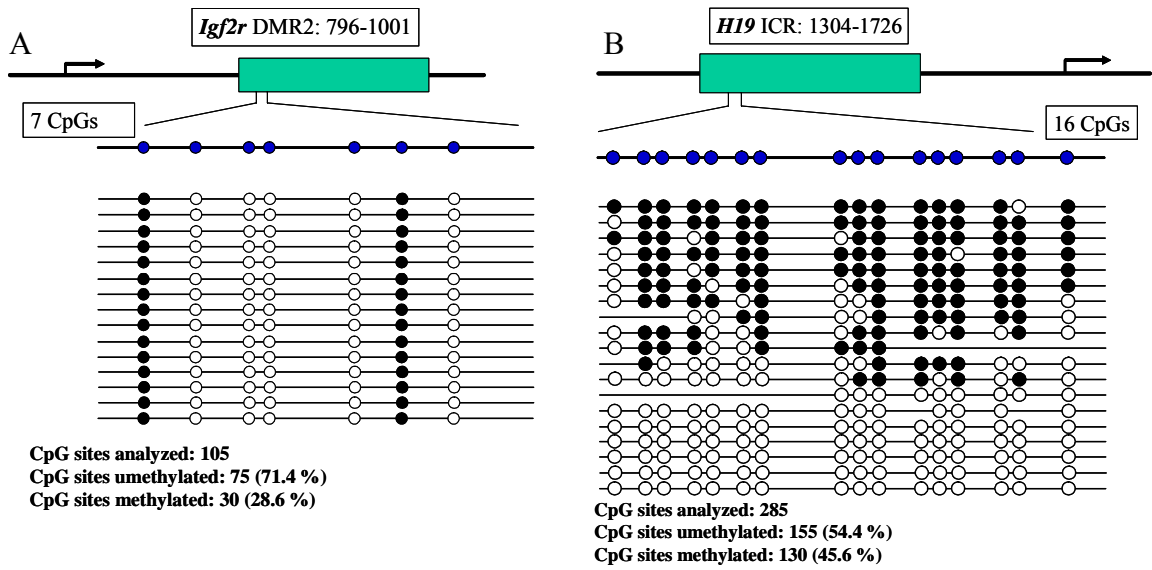 A
Igf2r DMR2: 796-1001
7 CpGs
CpG sites analyzed: 105
CpG sites umethylated: 75 (71.4 %)
CpG sites methylated: 30 (28.6 %)
B
H19 ICR: 1304-1726
16 CpGs
CpG sites analyzed: 285
CpG sites umethylated: 155 (54.4 %)
CpG sites methylated: 130 (45.6 %)